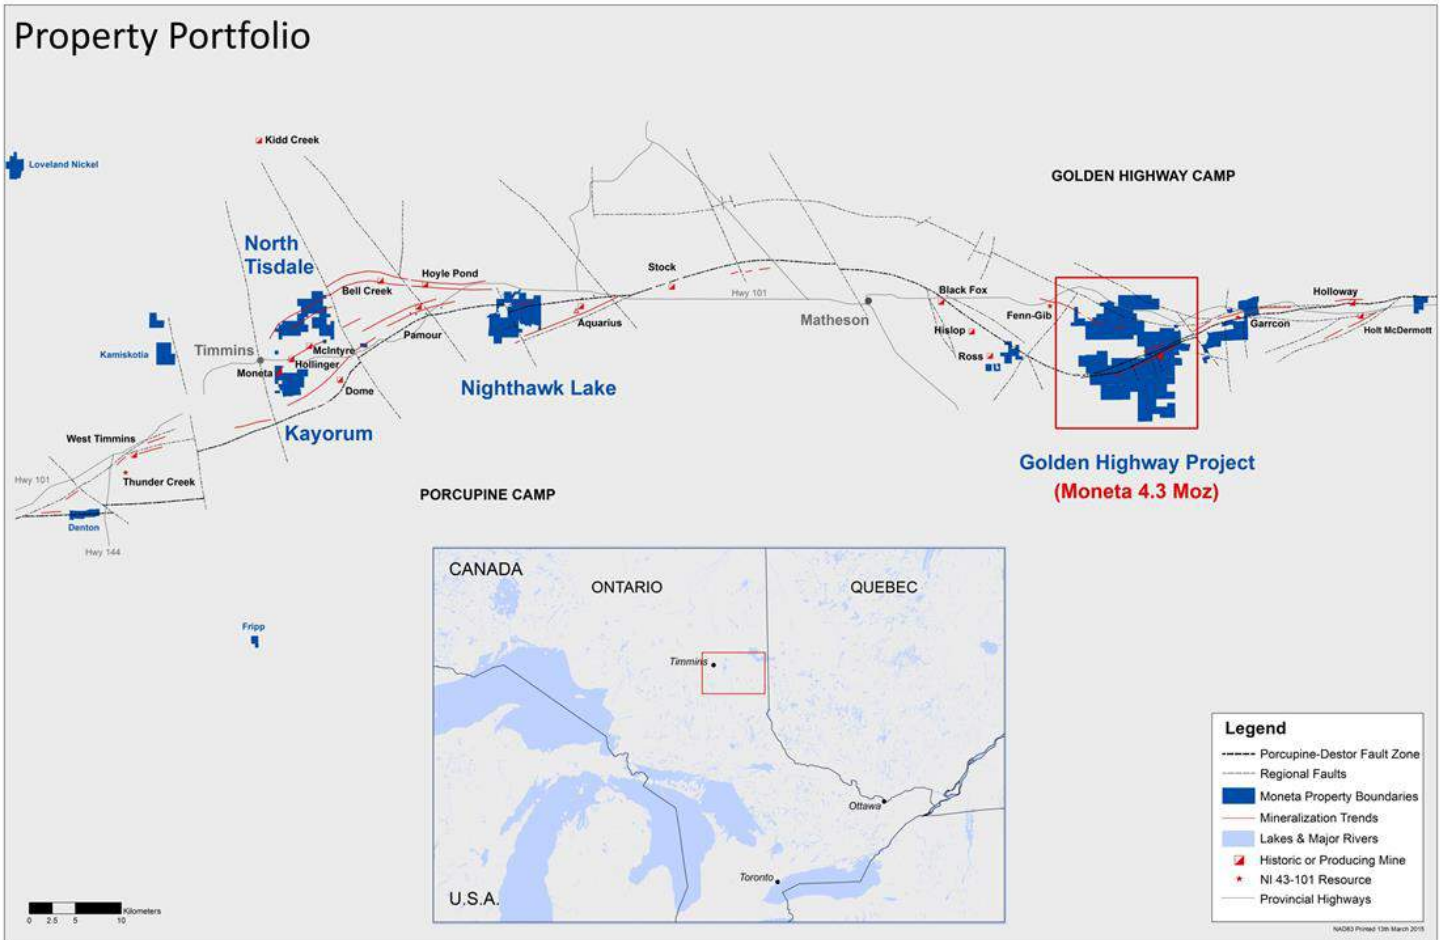 Property Portfolio
Kidd Creek
Loveland Nickel
GOLDEN HIGHWAY CAMP
North
Tisdale
Hoyle Pond
Bell Creek
Stock
Hwy 101
Black Fox
Holloway
Pamour
Aquarius
Matheson
Fenn-Gib
Garrcon
Holt McDermott
Hislop
Kamiskotia
Timmins
McIntyre
Hollinger
Ross
Moneta
Dome
Nighthawk Lake
Kayorum
West Timmins
Golden Highway Project
(Moneta 4.3 Moz)
Hwy 101
Thunder Creek
PORCUPINE CAMP
Denton
Hwy 144
Fripp
CANADA
ONTARIO
QUEBEC
Timmins
Ottawa
Toronto
U.S.A.
Legend
Porcupine-Destor Fault Zone
Regional Faults
Moneta Property Boundaries
Mineralization Trends
Lakes & Major Rivers
Historic or Producing Mine
NI 43-101 Resource
Provincial Highways
Kilometers
0 2.5 5 10
NAD83 Printed 13th March 2015